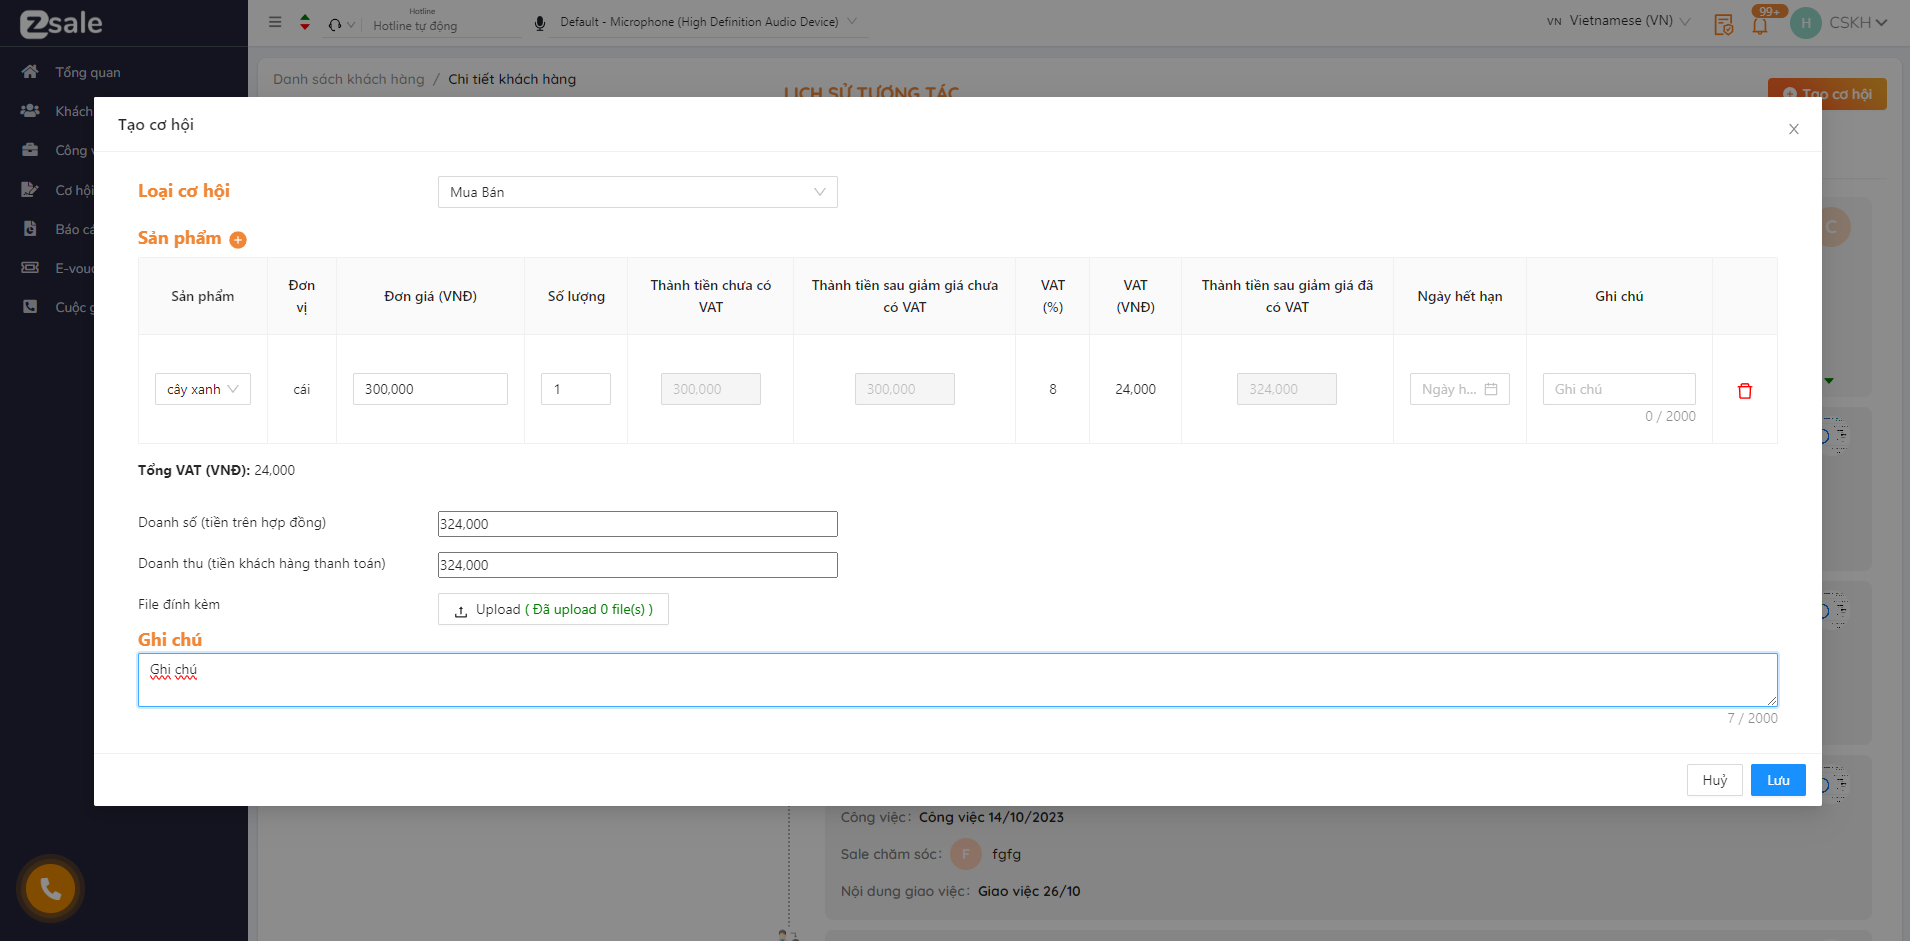 zsale
Hotline
Hotline tự động
Default - Microphone (High Definition Audio Device)
VN Vietnamese (VN)
99+
H
CSKH
Tổng quan
Khách
Công v
Cơ hội
Báo cá
E-vouc
Cuộc g
Danh sách khách hàng / Chi tiết khách hàng
LỊCH SỬ TƯƠNG TÁC
Tạo cơ hội
C
Tạo cơ hội
Loại cơ hội
Mua Bán
Sản phẩm
Sản phẩm
Đơn
vị
Đơn giá (VNĐ)
Số lượng
Thành tiền chưa có
VAT
Thành tiền sau giảm giá chưa
có VAT
VAT
(%)
VAT
(VNĐ)
Thành tiền sau giảm giá đã
có VAT
Ngày hết hạn
Ghi chú
cây xanh
cái
300,000
1
300,000
300,000
8
24,000
324,000
Ngày h...
Ghi chú
0 / 2000
Tổng VAT (VNĐ): 24,000
Doanh số (tiền trên hợp đồng)
324,000
Doanh thu (tiền khách hàng thanh toán)
324,000
File đính kèm
Upload ( Đã upload 0 file(s) )
Ghi chú
Ghi chú
7 / 2000
Huỷ
Lưu
Công việc: Công việc 14/10/2023
Sale chăm sóc: F fgfg
Nội dung giao việc: Giao việc 26/10